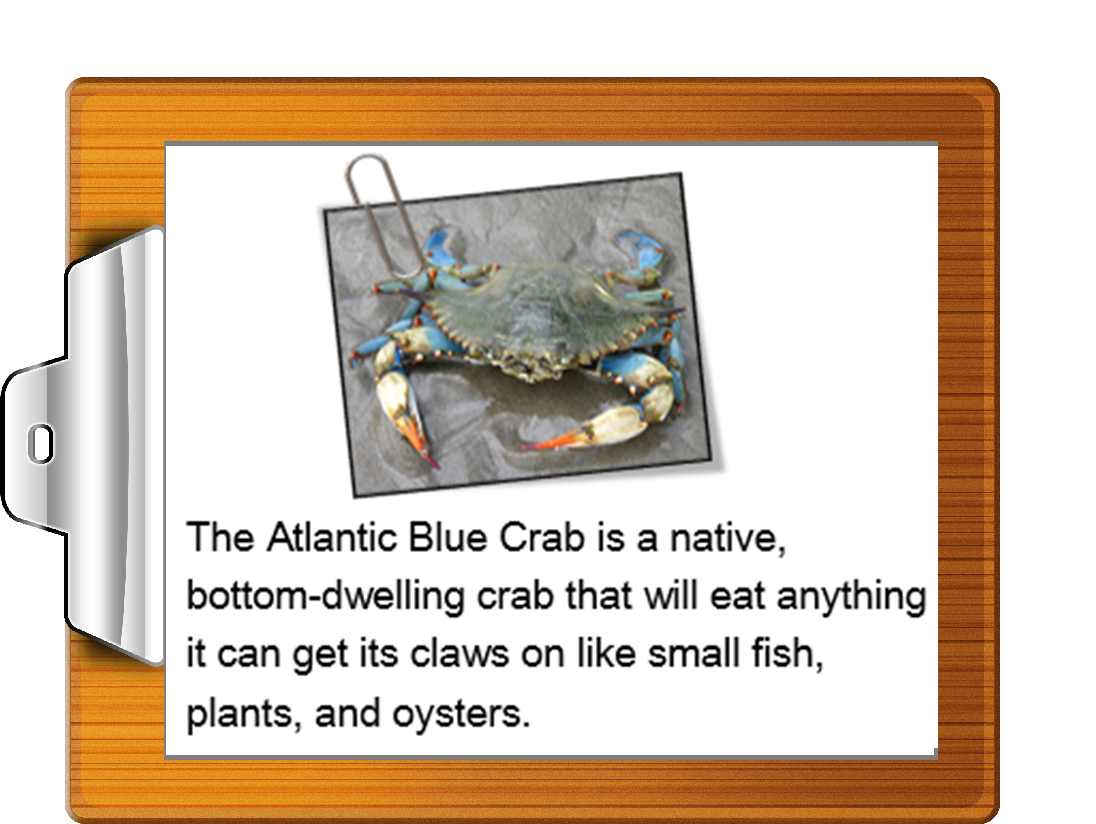 The Atlantic Blue Crab is a native,
bottom-dwelling crab that will eat anything
it can get its claws on like small fish,
plants, and oysters.